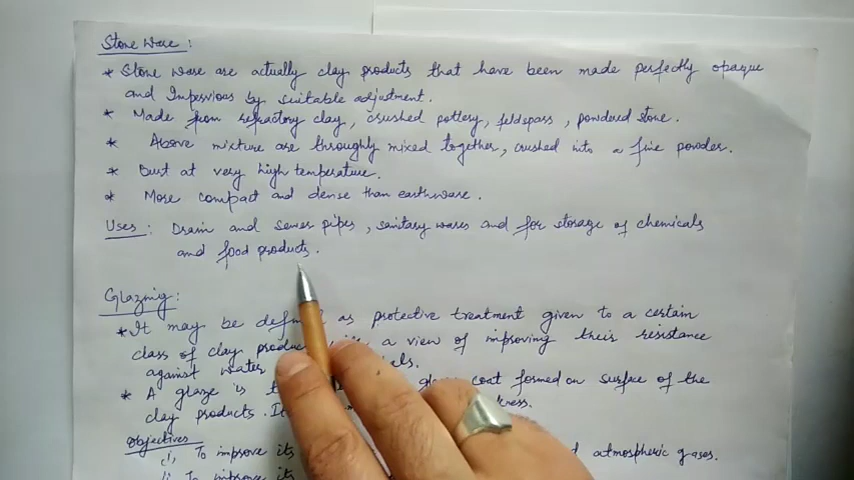 Stone Ware :
* Stone ware are actually clay products that have been made perfectly opaque
and Impervious by suitable adjustment.
* Made from refractory clay, crushed pottery, feldspars, powdered stone.
* Above mixture are throughly mixed together, crushed into a fine powder.
* Burt at very high temperature.
* More compact and dense than earthware.
Uses : Drain and sewer pipes, sanitary wares and for storage of chemicals
and food products.
Glazing :
* It may be as protective treatment given to a certain
class of clay a view of improving their resistance
against water
* A glaze is coat formed on surface of the
clay products. It
Objectives
(i) To improve its atmospheric gases.
To improve its